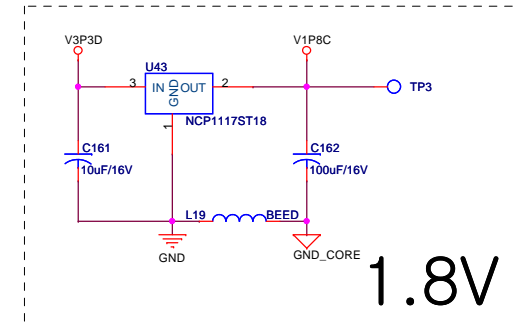 V3P3D
V1P8C
U43
3
IN
OUT
2
GND
TP3
NCP1117ST18
1
C161
10uF/16V
C162
100uF/16V
L19
BEED
GND
GND_CORE
1.8V